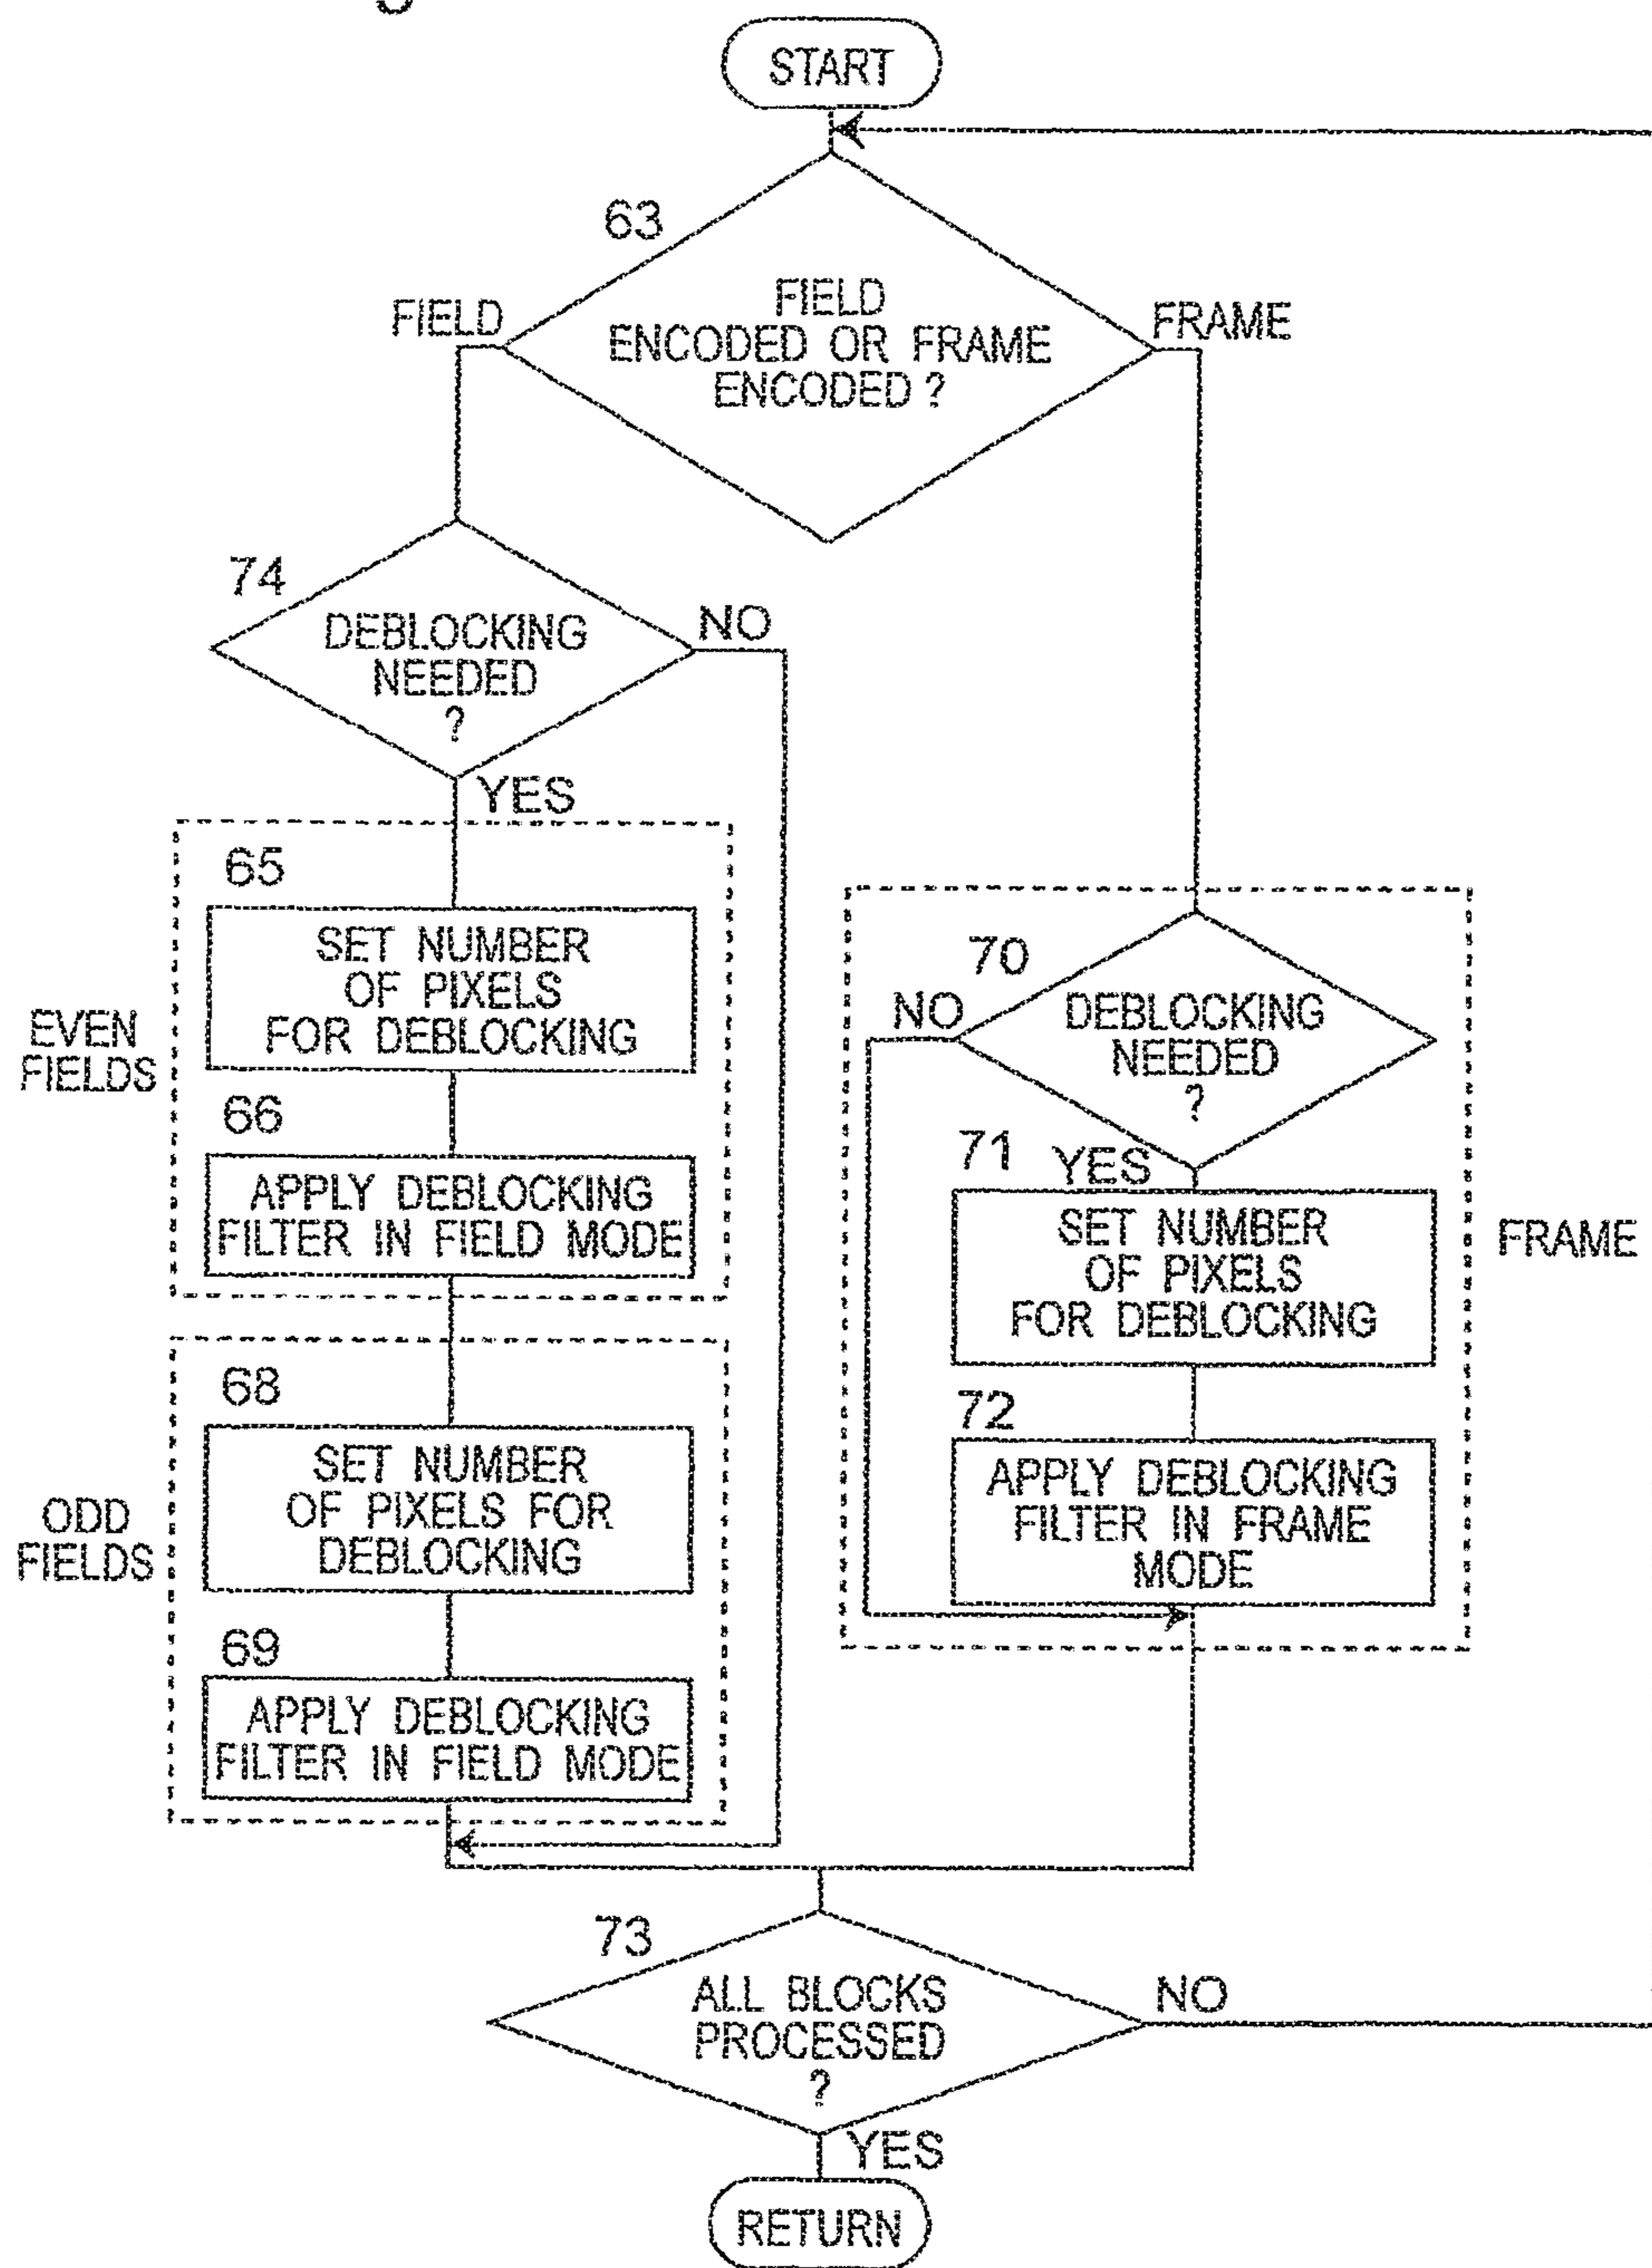 START
63
FIELD
ENCODED OR FRAME
ENCODED ?
FIELD
FRAME
74
DEBLOCKING
NEEDED
?
NO
YES
EVEN
FIELDS
65
SET NUMBER
OF PIXELS
FOR DEBLOCKING
66
APPLY DEBLOCKING
FILTER IN FIELD MODE
ODD
FIELDS
68
SET NUMBER
OF PIXELS FOR
DEBLOCKING
69
APPLY DEBLOCKING
FILTER IN FIELD MODE
70
NO
DEBLOCKING
NEEDED
?
71
YES
SET NUMBER
OF PIXELS
FOR DEBLOCKING
FRAME
72
APPLY DEBLOCKING
FILTER IN FRAME
MODE
73
ALL BLOCKS
PROCESSED
?
NO
YES
RETURN